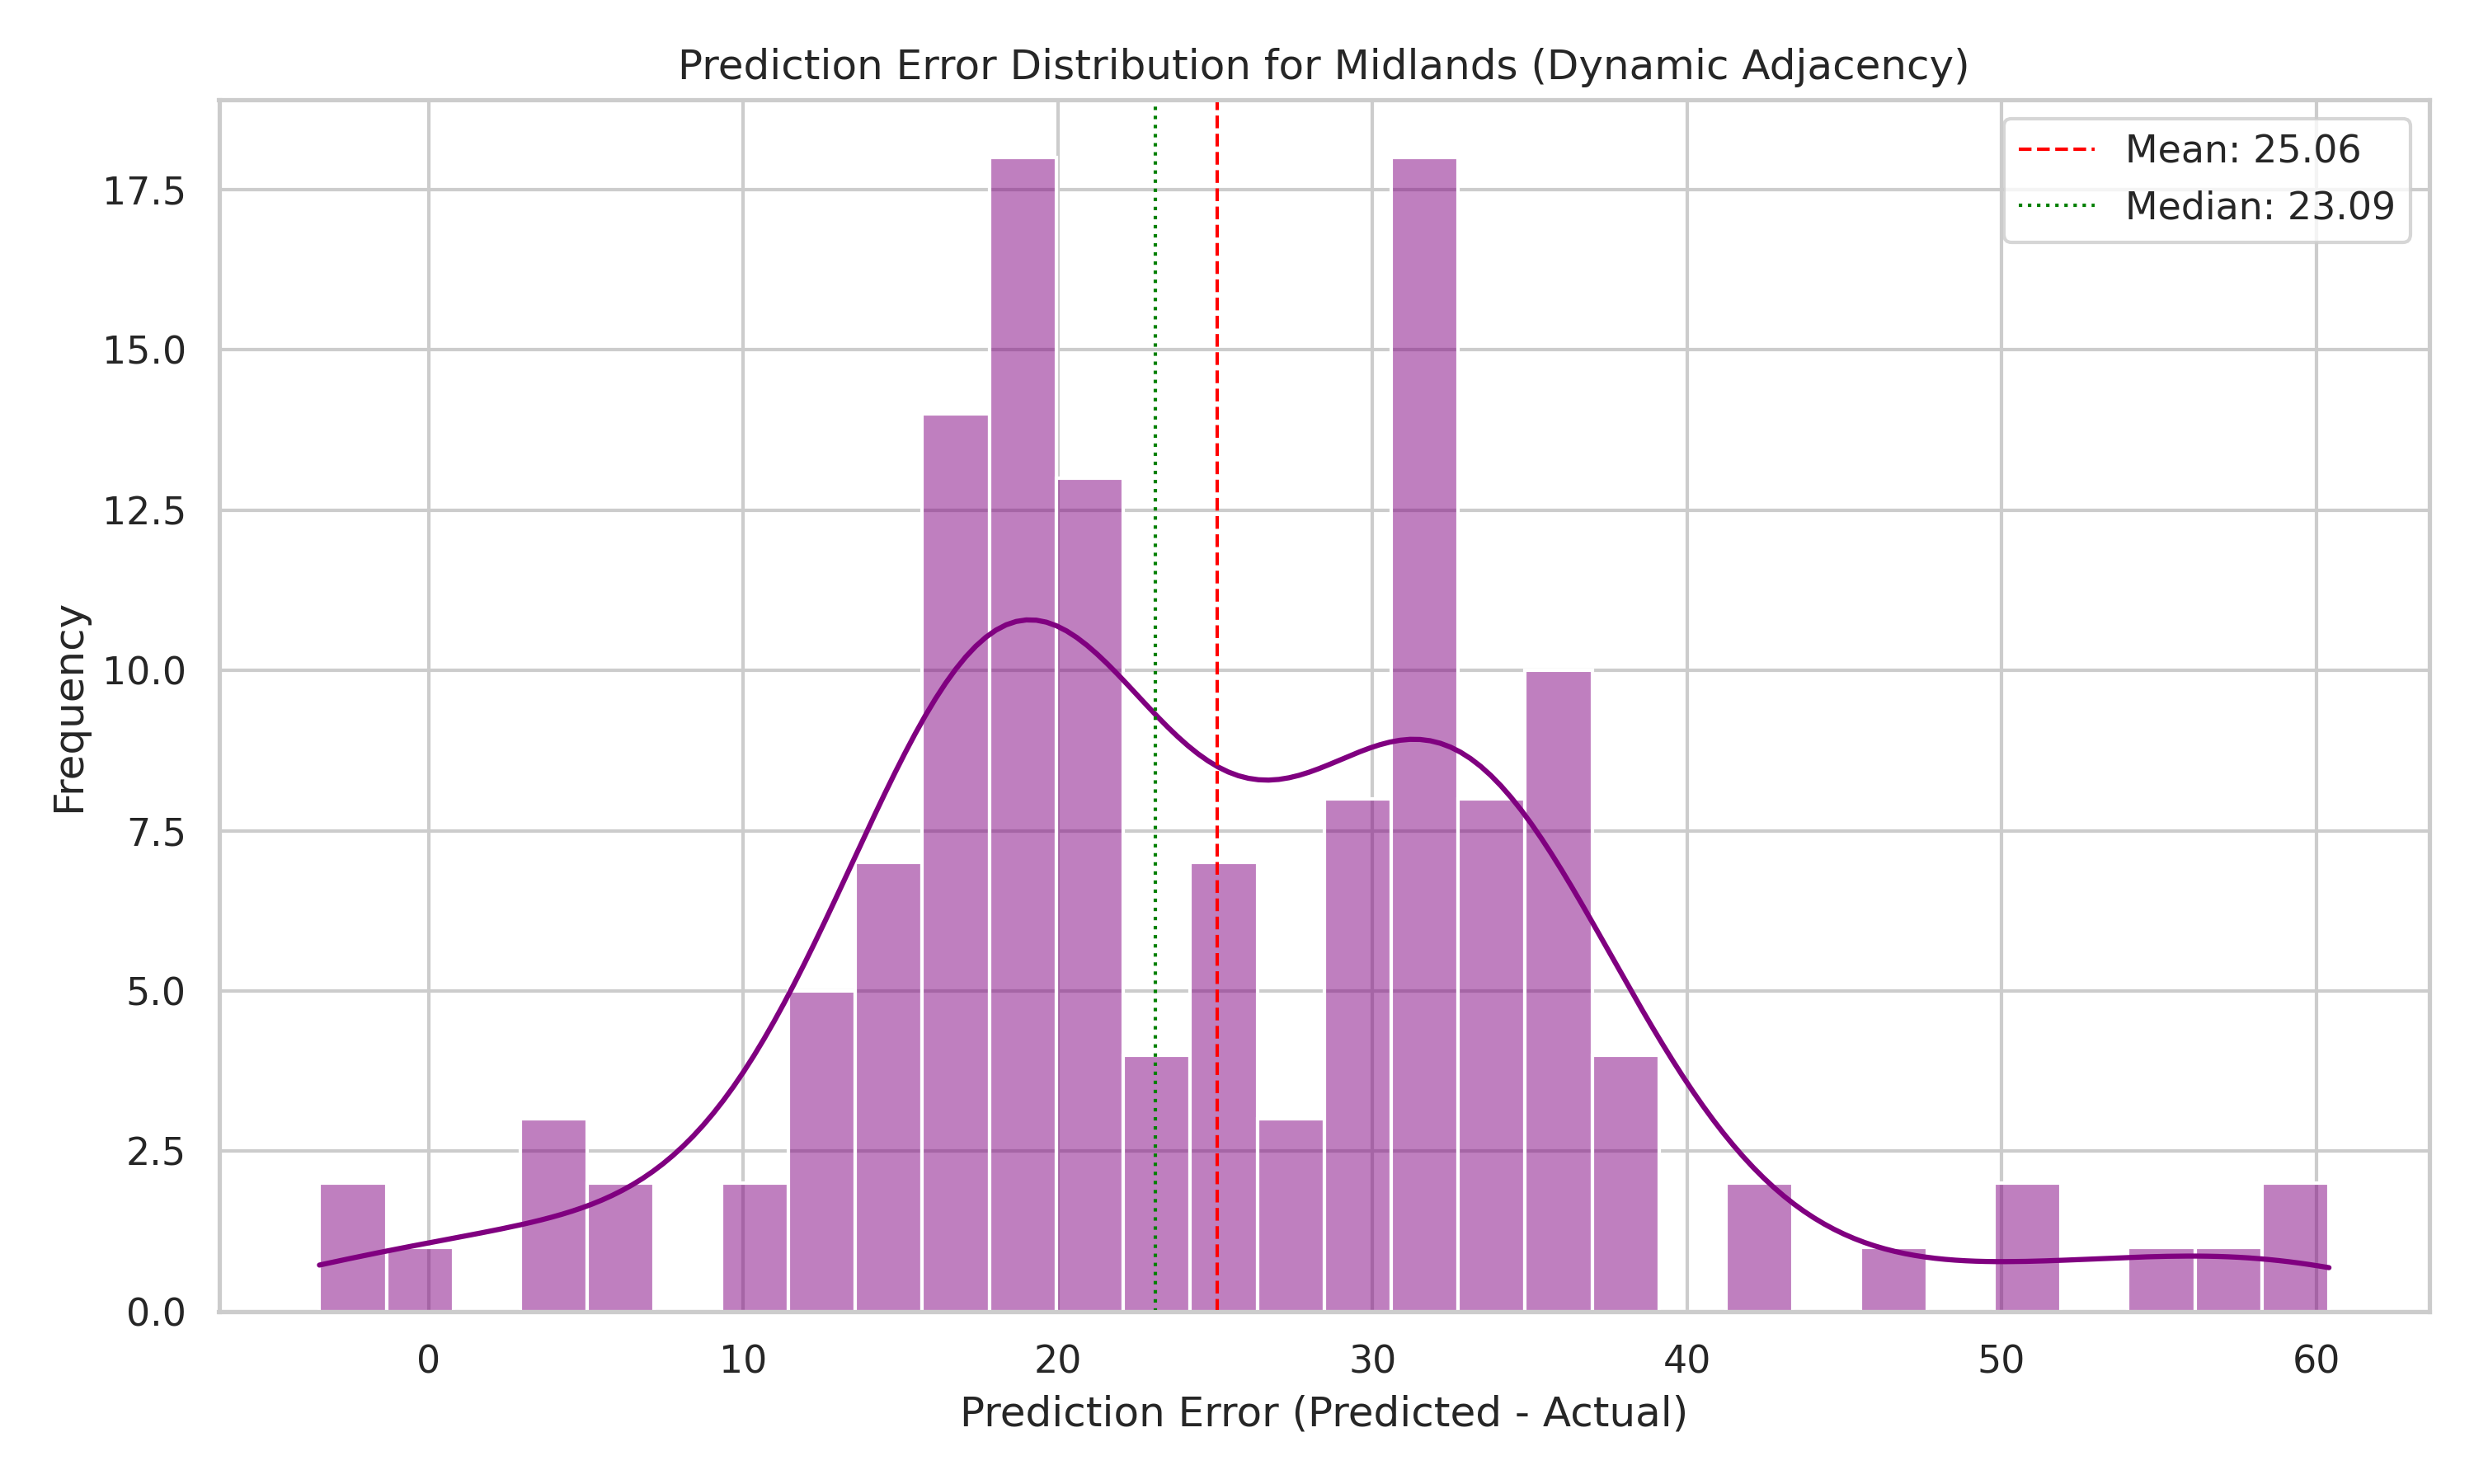 Prediction Error Distribution for Midlands (Dynamic Adjacency)
Mean: 25.06
Median: 23.09
Frequency
17.5
15.0
12.5
10.0
7.5
5.0
2.5
0.0
0 10 20 30 40 50 60
Prediction Error (Predicted - Actual)